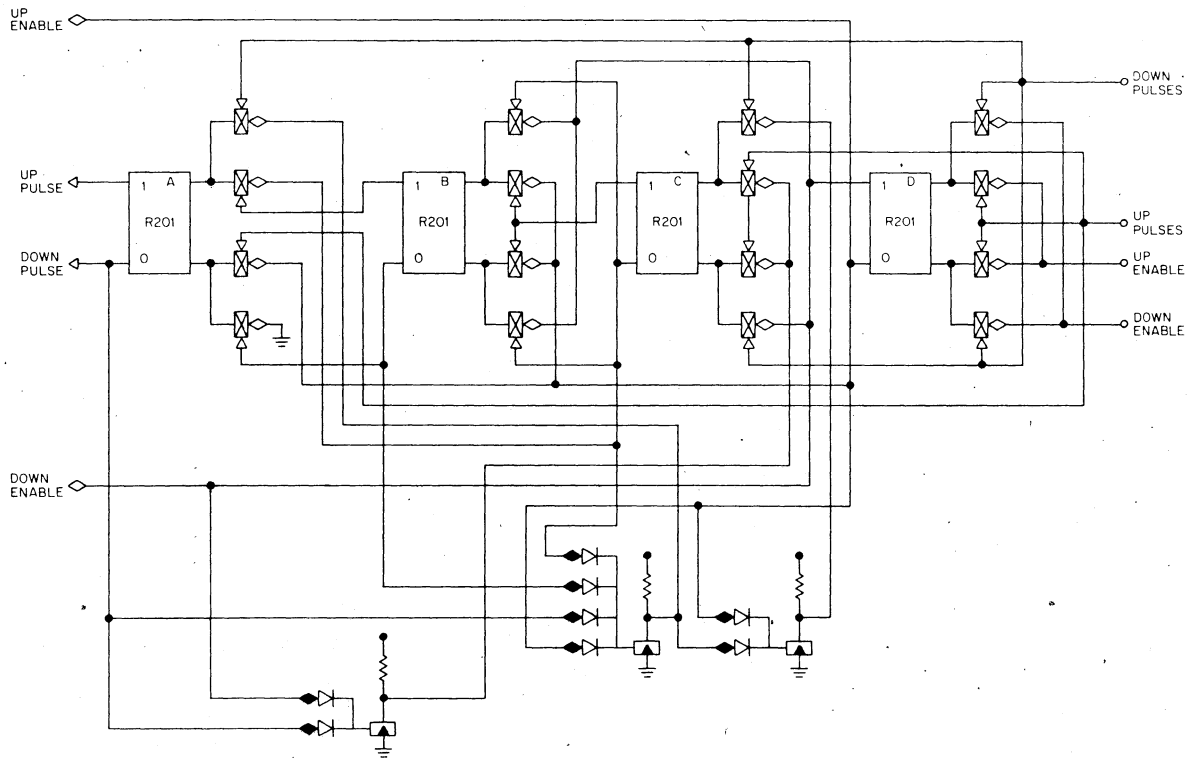 UP
ENABLE
DOWN
PULSES
UP
PULSE
1 A
R201
0
1 B
R201
0
1 C
R201
0
1 D
R201
0
UP
PULSES
DOWN
PULSE
UP
ENABLE
DOWN
ENABLE
DOWN
ENABLE